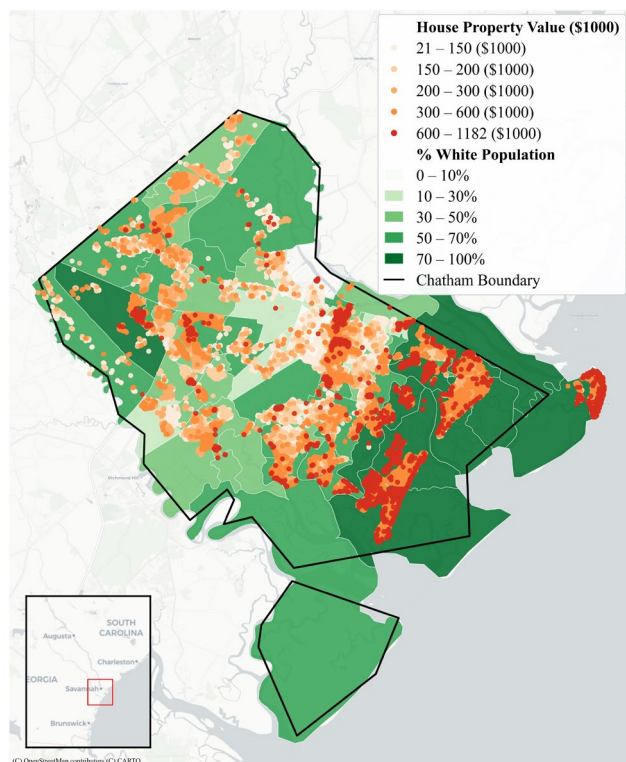 House Property Value ($1000)
21 – 150 ($1000)
150 – 200 ($1000)
200 – 300 ($1000)
300 – 600 ($1000)
600 – 1182 ($1000)
% White Population
0 – 10%
10 – 30%
30 – 50%
50 – 70%
70 – 100%
Chatham Boundary
Richmond Hill
SOUTH
CAROLINA
Augusta
Charleston
EORGIA
Savannah
Brunswick
(C) OpenStreetMap contributors (C) CARTO